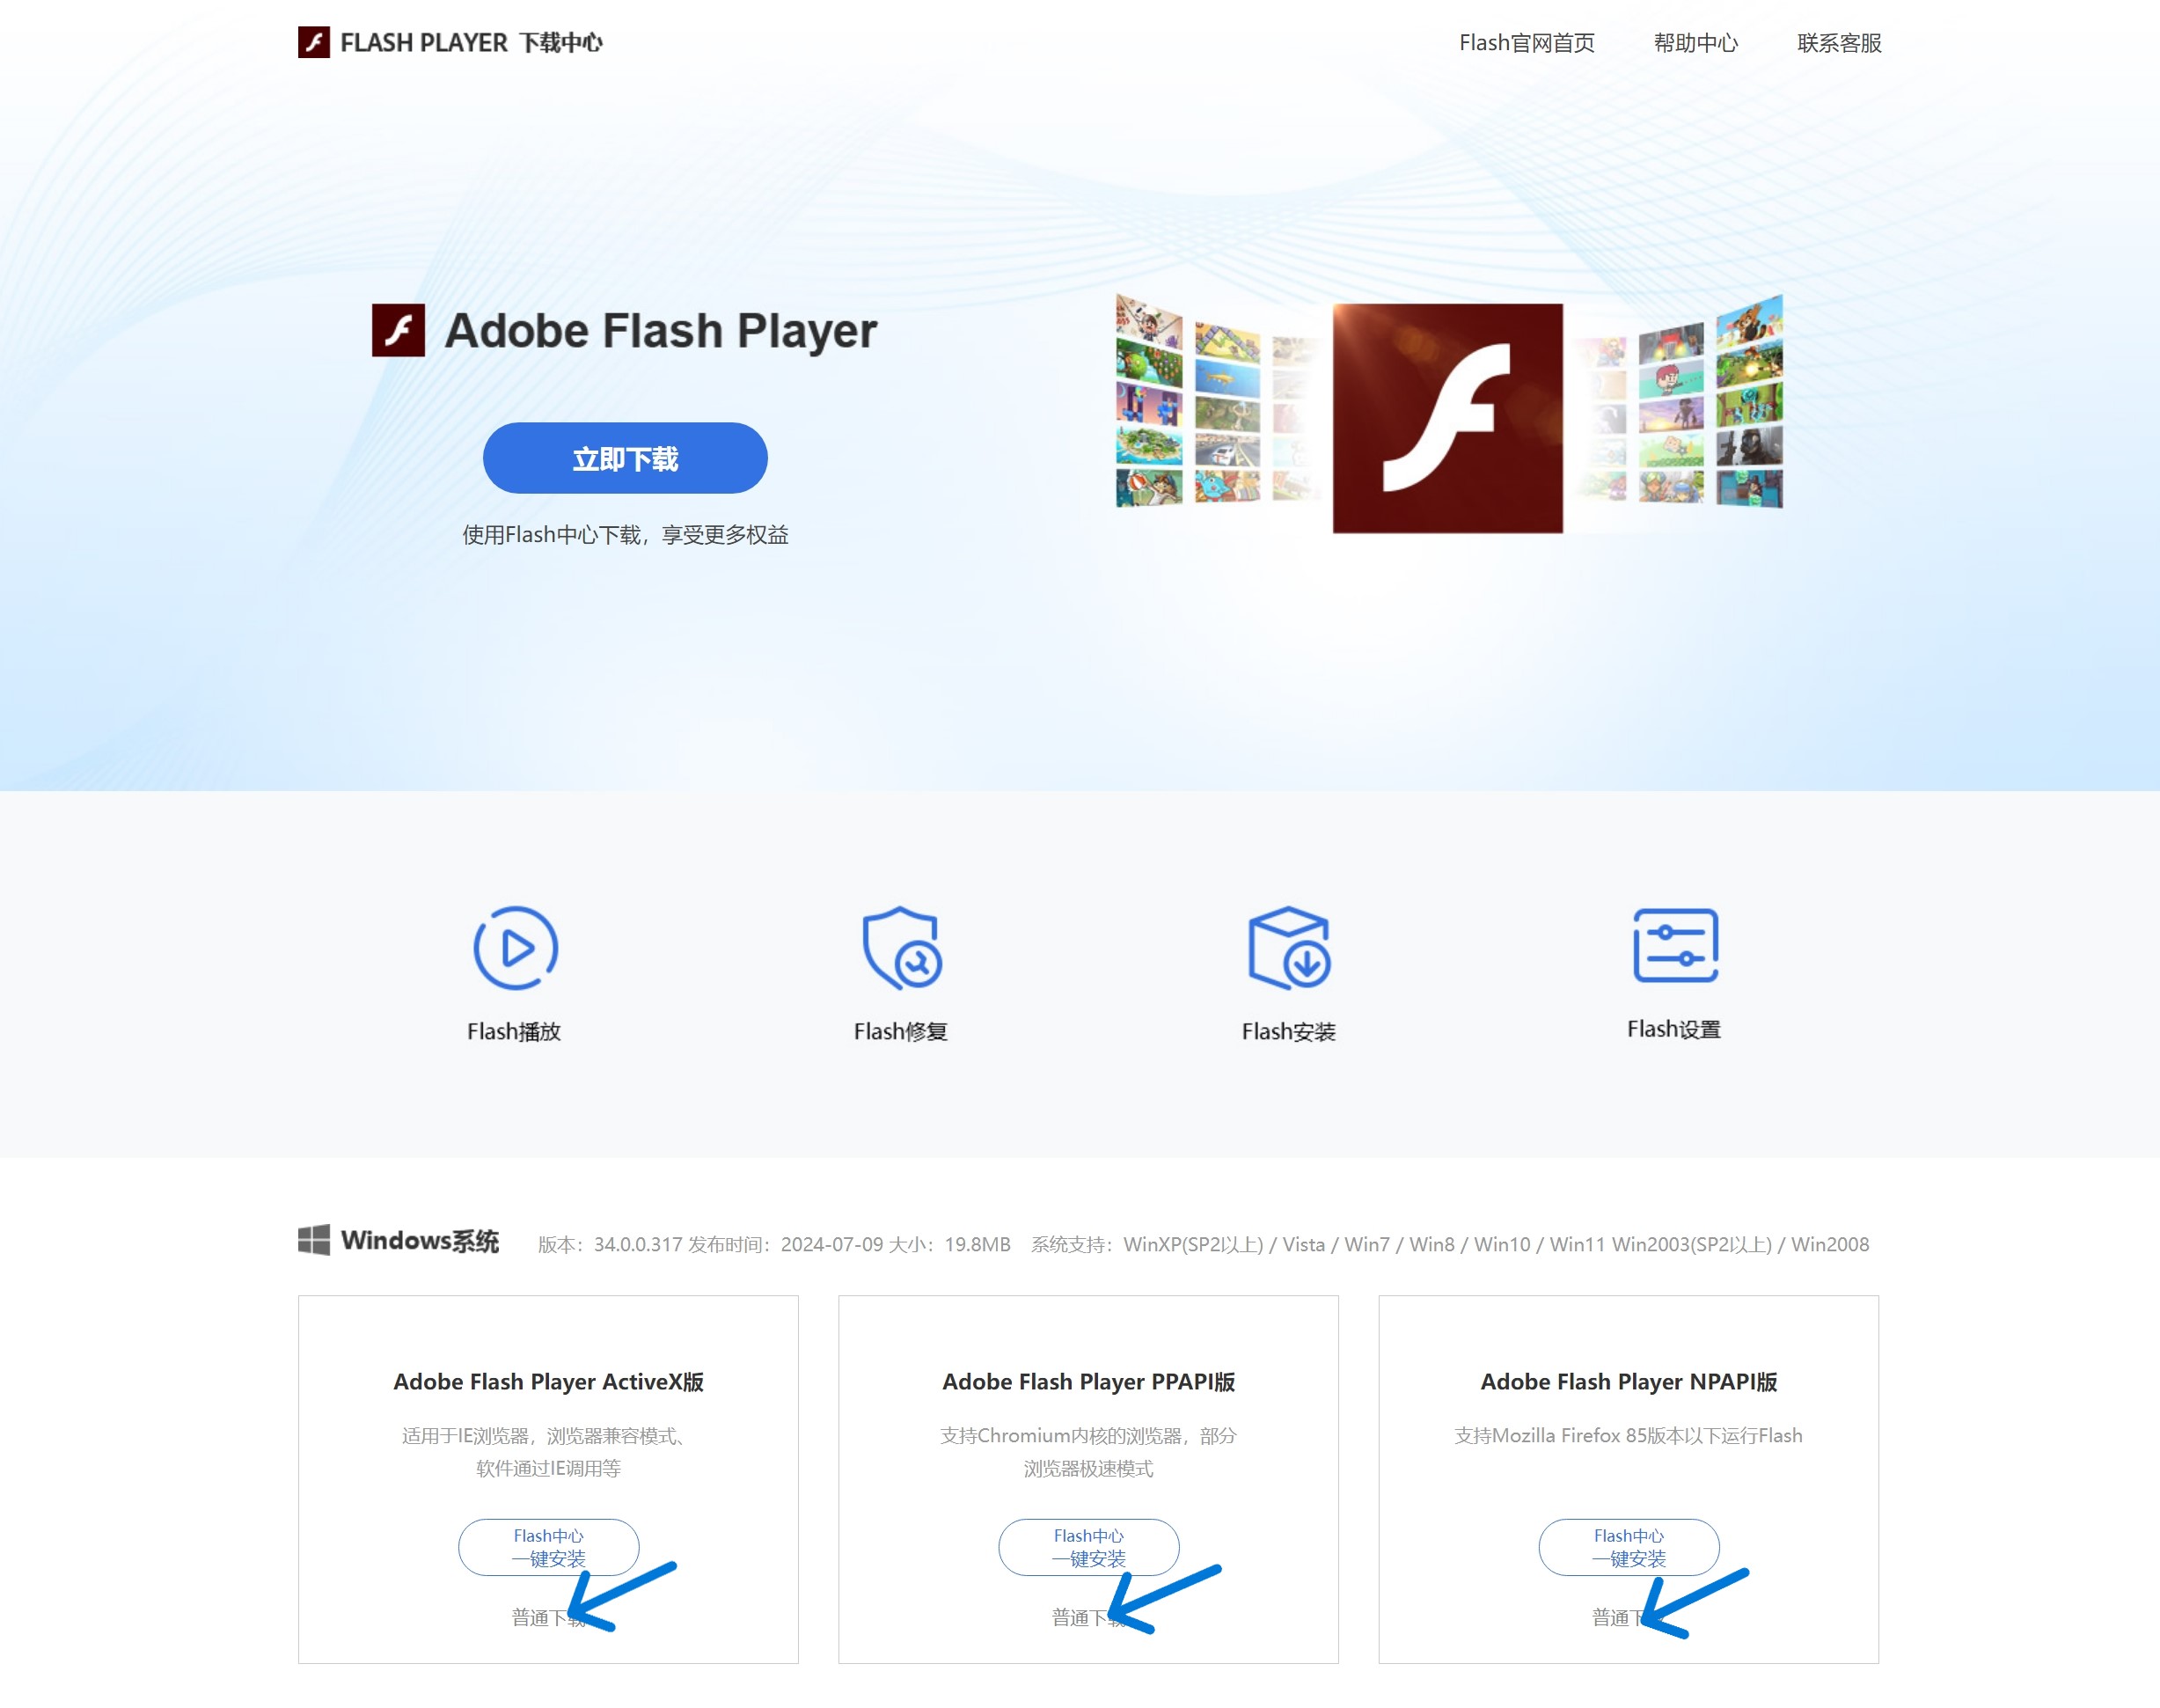 FLASH PLAYER 下载中心
Flash官网首页 帮助中心 联系客服
Adobe Flash Player
立即下载
使用Flash中心下载，享受更多权益
Flash播放 Flash修复 Flash安装 Flash设置
Windows系统 版本：34.0.0.317 发布时间：2024-07-09 大小：19.8MB 系统支持：WinXP(SP2以上) / Vista / Win7 / Win8 / Win10 / Win11 Win2003(SP2以上) / Win2008
Adobe Flash Player ActiveX版
适用于IE浏览器，浏览器兼容模式、
软件通过IE调用等
Flash中心
一键安装
普通下载
Adobe Flash Player PPAPI版
支持Chromium内核的浏览器，部分
浏览器极速模式
Flash中心
一键安装
普通下载
Adobe Flash Player NPAPI版
支持Mozilla Firefox 85版本以下运行Flash
Flash中心
一键安装
普通下载